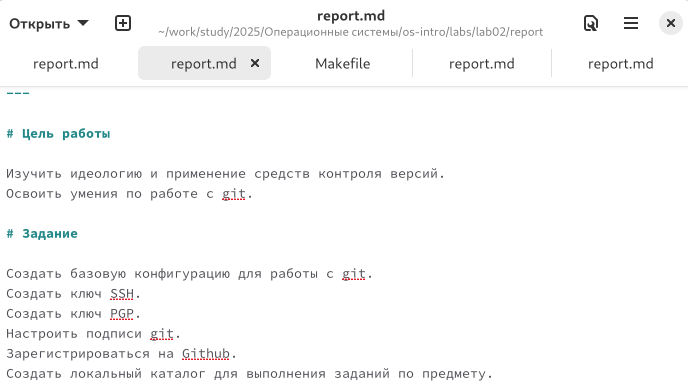 Открыть
report.md
~/work/study/2025/Операционные системы/os-intro/labs/lab02/report
report.md report.md Makefile report.md report.md
---
# Цель работы
Изучить идеологию и применение средств контроля версий.
Освоить умения по работе с git.
# Задание
Создать базовую конфигурацию для работы с git.
Создать ключ SSH.
Создать ключ PGP.
Настроить подписи git.
Зарегистрироваться на Github.
Создать локальный каталог для выполнения заданий по предмету.